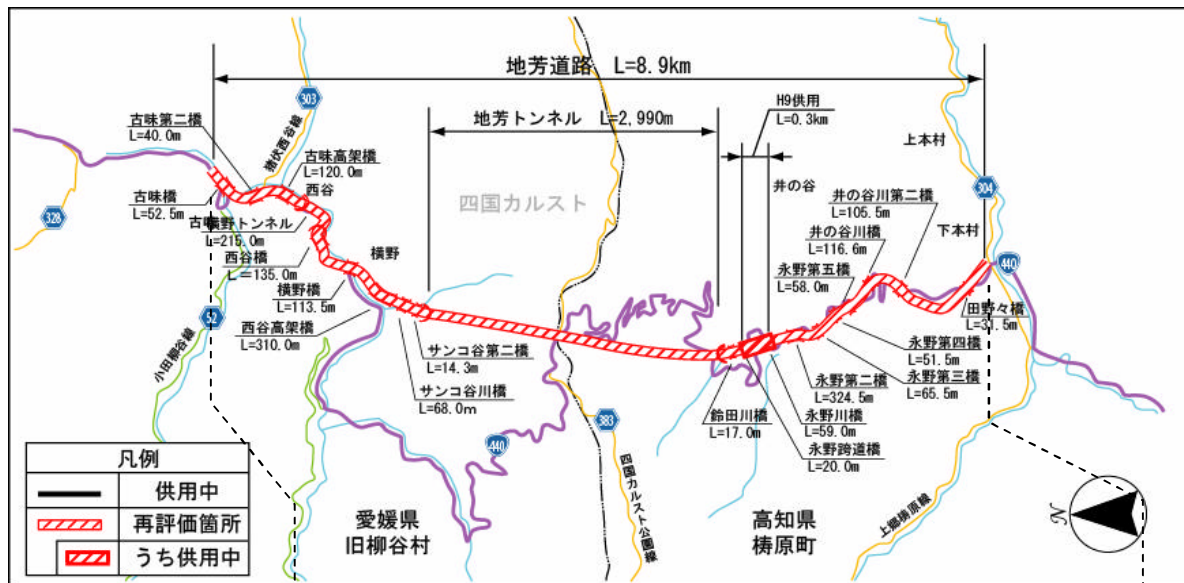 地芳道路 L=8.9km
地芳トンネル L=2,990m
H9供用
L=0.3km
303
猪伏西谷線
古味第二橋
L=40.0m
古味高架橋
L=120.0m
西谷
古味橋
L=52.5m
古味横野トンネル
L=215.0m
西谷橋
L=135.0m
横野
横野橋
L=113.5m
西谷高架橋
L=310.0m
328
52
小田柳谷線
四国カルスト
サンコ谷第二橋
L=14.3m
サンコ谷川橋
L=68.0m
440
383
四国カルスト公園線
井の谷
上本村
304
下本村
井の谷川第二橋
L=105.5m
井の谷川橋
L=116.6m
永野第五橋
L=58.0m
440
田野々橋
L=31.5m
永野第四橋
L=51.5m
永野第三橋
L=65.5m
永野第二橋
L=324.5m
永野川橋
L=59.0m
永野跨道橋
L=20.0m
鈴田川橋
L=17.0m
上郷梼原線
愛媛県
旧柳谷村
高知県
梼原町
凡例
供用中
再評価箇所
うち供用中
N